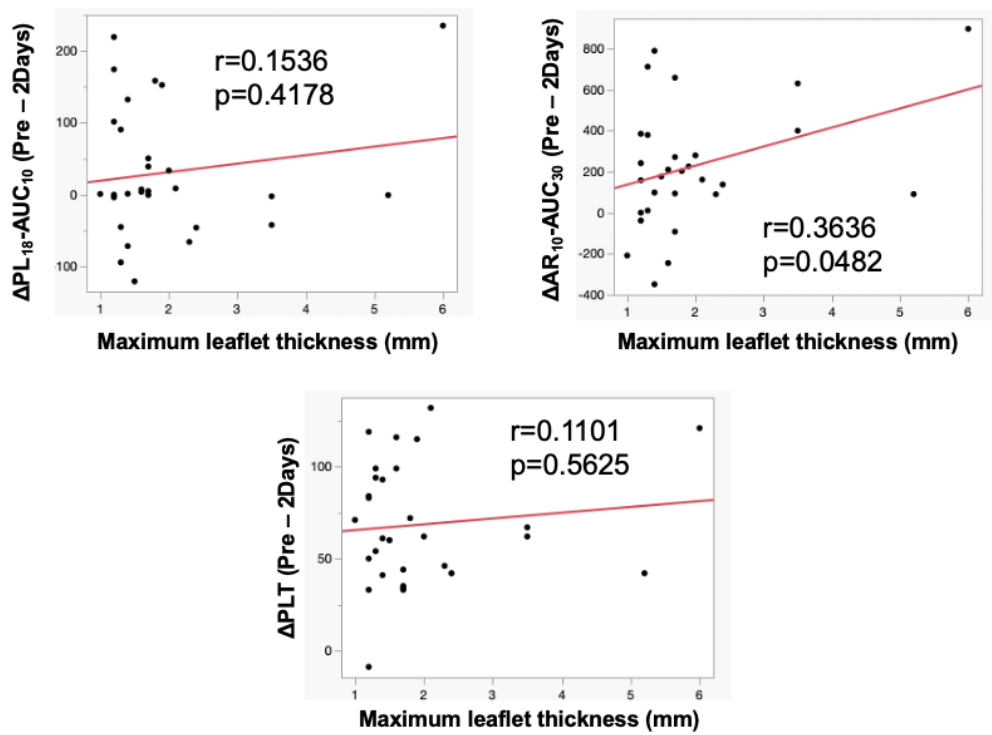 ΔPL18-AUC10 (Pre – 2Days)
200
100
0
-100
r=0.1536
p=0.4178
1 2 3 4 5 6
Maximum leaflet thickness (mm)
ΔAR10-AUC30 (Pre – 2Days)
800
600
400
200
0
-200
-400
r=0.3636
p=0.0482
1 2 3 4 5 6
Maximum leaflet thickness (mm)
ΔPLT (Pre – 2Days)
100
50
0
r=0.1101
p=0.5625
1 2 3 4 5 6
Maximum leaflet thickness (mm)